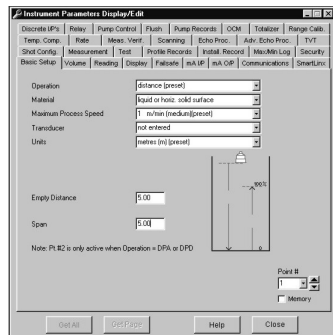 Instrument Parameters Display/Edit
Discrete I/P's Relay Pump Control Flush Pump Records OCM Totalizer Range Calib.
Temp. Comp. Rate Meas. Verif. Scanning Echo Proc. Adv. Echo Proc. TVT
Shot Config. Measurement Test Profile Records Install. Record Max/Min Log Security
Basic Setup Volume Reading Display Failsafe mA I/P mA O/P Communications SmartLinx
Operation distance (preset)
Material liquid or horiz. solid surface
Maximum Process Speed 1 m/min (medium)(preset)
Transducer not entered
Units metres (m) (preset)
100%
Empty Distance 5.00
Span 5.00
0
Note: Pt #2 is only active when Operation = DPA or DPD
Point #
1
Memory
Get All Get Page Help Close